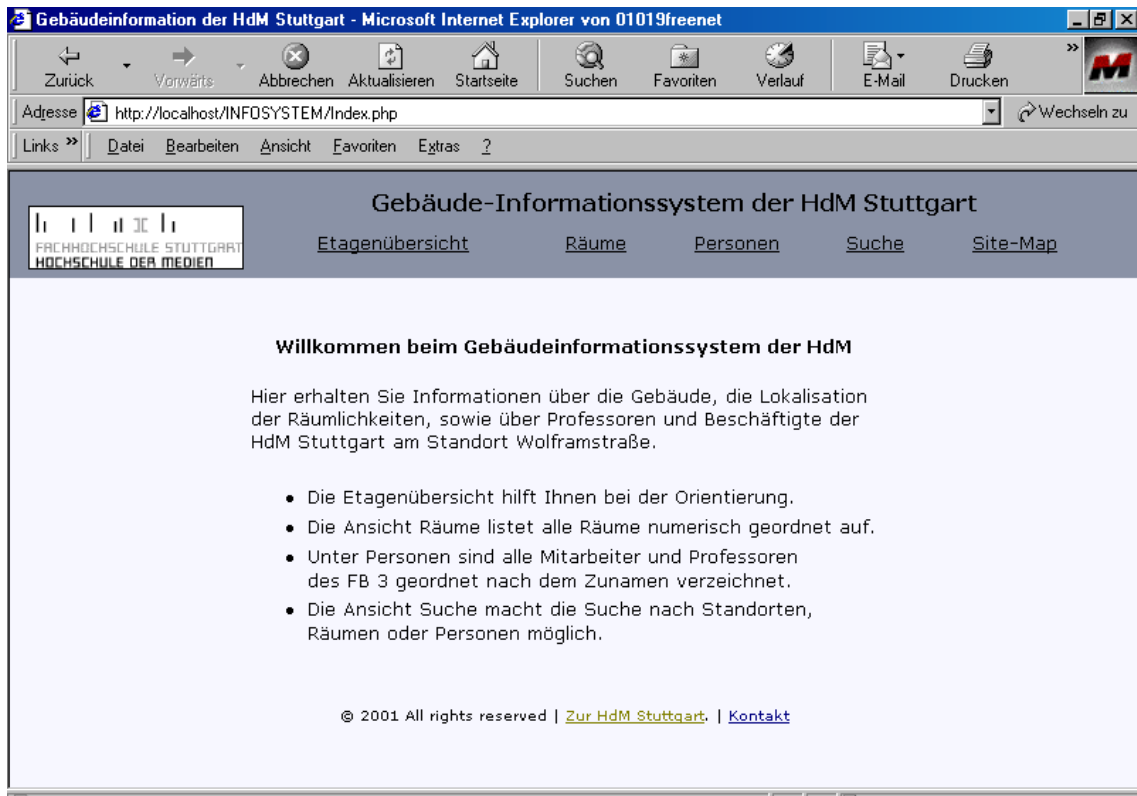 Gebäudeinformation der HdM Stuttgart - Microsoft Internet Explorer von 01019freenet
Zurück Vorwärts Abbrechen Aktualisieren Startseite Suchen Favoriten Verlauf E-Mail Drucken »
Adresse http://localhost/INFOSYSTEM/Index.php Wechseln zu
Links » Datei Bearbeiten Ansicht Favoriten Extras ?
Gebäude-Informationssystem der HdM Stuttgart
FACHHOCHSCHULE STUTTGART
HOCHSCHULE DER MEDIEN
Etagenübersicht Räume Personen Suche Site-Map
Willkommen beim Gebäudeinformationssystem der HdM
Hier erhalten Sie Informationen über die Gebäude, die Lokalisation
der Räumlichkeiten, sowie über Professoren und Beschäftigte der
HdM Stuttgart am Standort Wolframstraße.
• Die Etagenübersicht hilft Ihnen bei der Orientierung.
• Die Ansicht Räume listet alle Räume numerisch geordnet auf.
• Unter Personen sind alle Mitarbeiter und Professoren
des FB 3 geordnet nach dem Zunamen verzeichnet.
• Die Ansicht Suche macht die Suche nach Standorten,
Räumen oder Personen möglich.
© 2001 All rights reserved | Zur HdM Stuttgart. | Kontakt